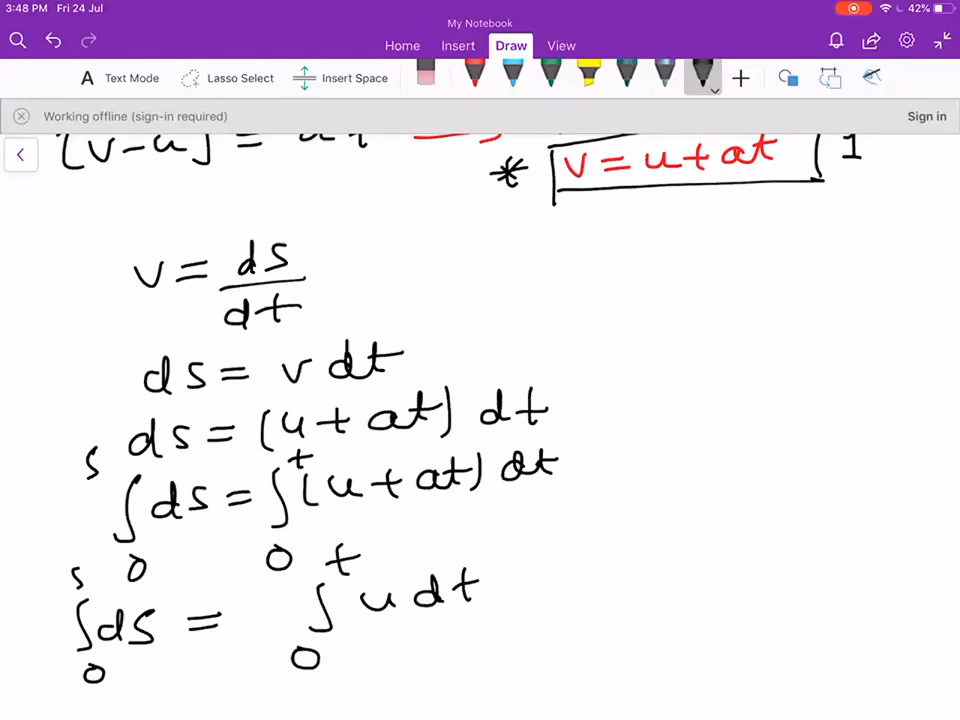 3:48 PM Fri 24 Jul
42%
My Notebook
Home Insert Draw View
Text Mode Lasso Select Insert Space
Working offline (sign-in required) Sign in
[v-u] = at
* v = u + at 1
v = ds/dt
ds = v dt
ds = (u + at) dt
∫₀ˢ ds = ∫₀ᵗ (u + at) dt
∫₀ˢ ds = ∫₀ᵗ u dt